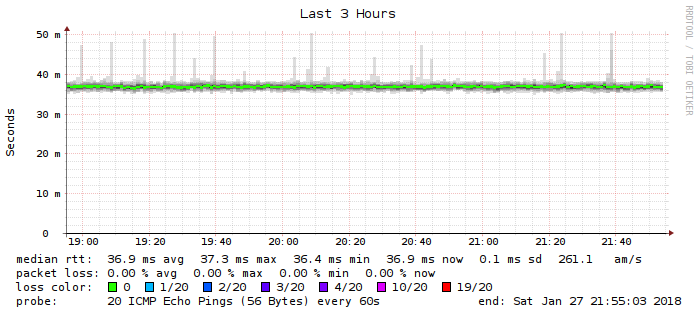 Last 3 Hours
RRDTOOL / TOBI OETIKER
Seconds
50 m
40 m
30 m
20 m
10 m
0
19:00 19:20 19:40 20:00 20:20 20:40 21:00 21:20 21:40
median rtt: 36.9 ms avg 37.3 ms max 36.4 ms min 36.9 ms now 0.1 ms sd 261.1 am/s
packet loss: 0.00 % avg 0.00 % max 0.00 % min 0.00 % now
loss color: 0 1/20 2/20 3/20 4/20 10/20 19/20
probe: 20 ICMP Echo Pings (56 Bytes) every 60s end: Sat Jan 27 21:55:03 2018